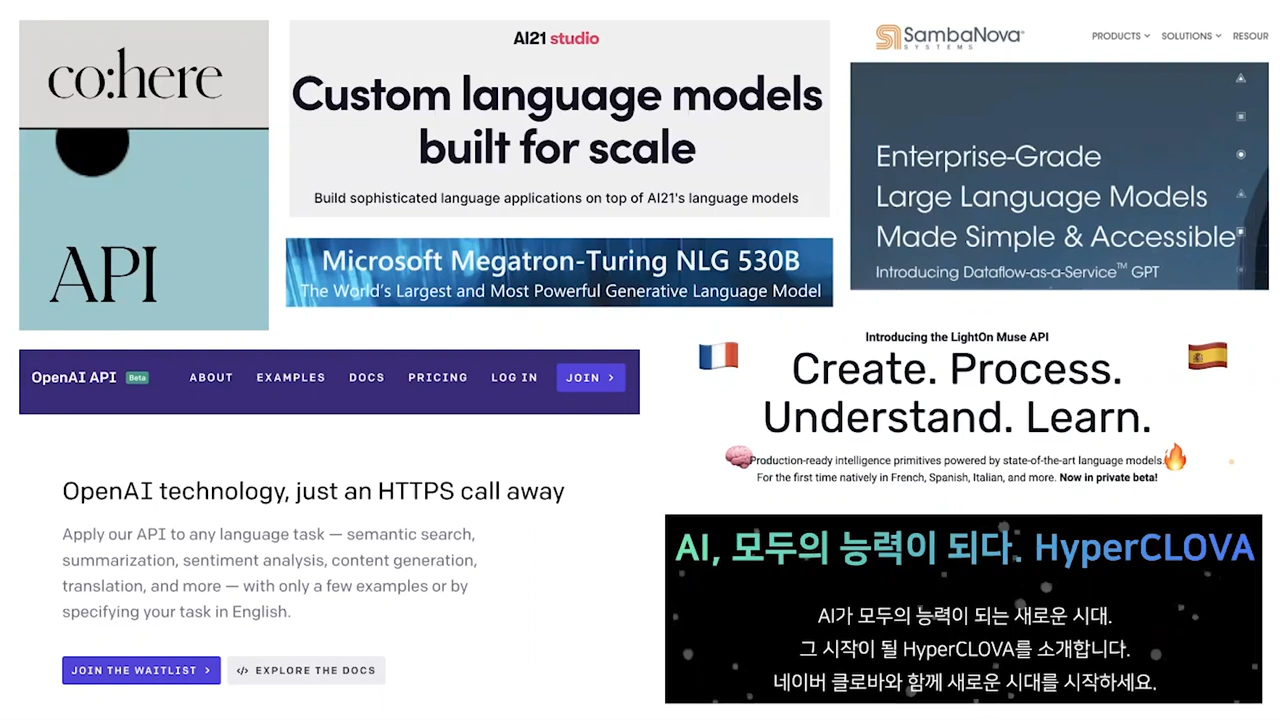 co:here
API
AI21 studio
Custom language models
built for scale
Build sophisticated language applications on top of AI21's language models
Microsoft Megatron-Turing NLG 530B
The World's Largest and Most Powerful Generative Language Model
SambaNova®
SYSTEMS
PRODUCTS
SOLUTIONS
RESOUR
Enterprise-Grade
Large Language Models
Made Simple & Accessible
Introducing Dataflow-as-a-Service™ GPT
OpenAI API Beta
ABOUT
EXAMPLES
DOCS
PRICING
LOG IN
JOIN >
OpenAI technology, just an HTTPS call away
Apply our API to any language task — semantic search,
summarization, sentiment analysis, content generation,
translation, and more — with only a few examples or by
specifying your task in English.
JOIN THE WAITLIST >
</> EXPLORE THE DOCS
Introducing the LightOn Muse API
Create. Process.
Understand. Learn.
Production-ready intelligence primitives powered by state-of-the-art language models.
For the first time natively in French, Spanish, Italian, and more. Now in private beta!
AI, 모두의 능력이 되다. HyperCLOVA
AI가 모두의 능력이 되는 새로운 시대.
그 시작이 될 HyperCLOVA를 소개합니다.
네이버 클로바와 함께 새로운 시대를 시작하세요.